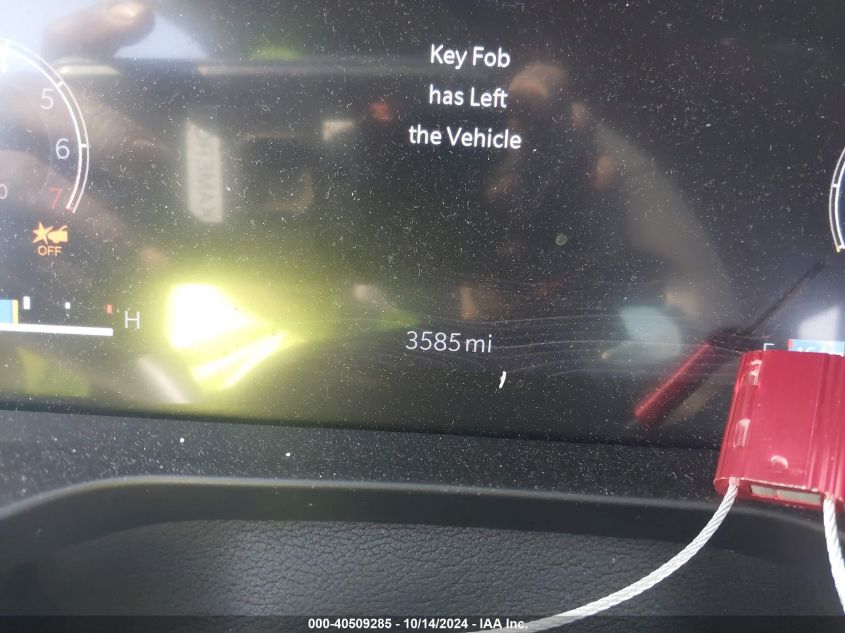 Key Fob
has Left
the Vehicle
5
6
7
0
OFF
H
3585 mi
000-40509285 - 10/14/2024 - IAA Inc.